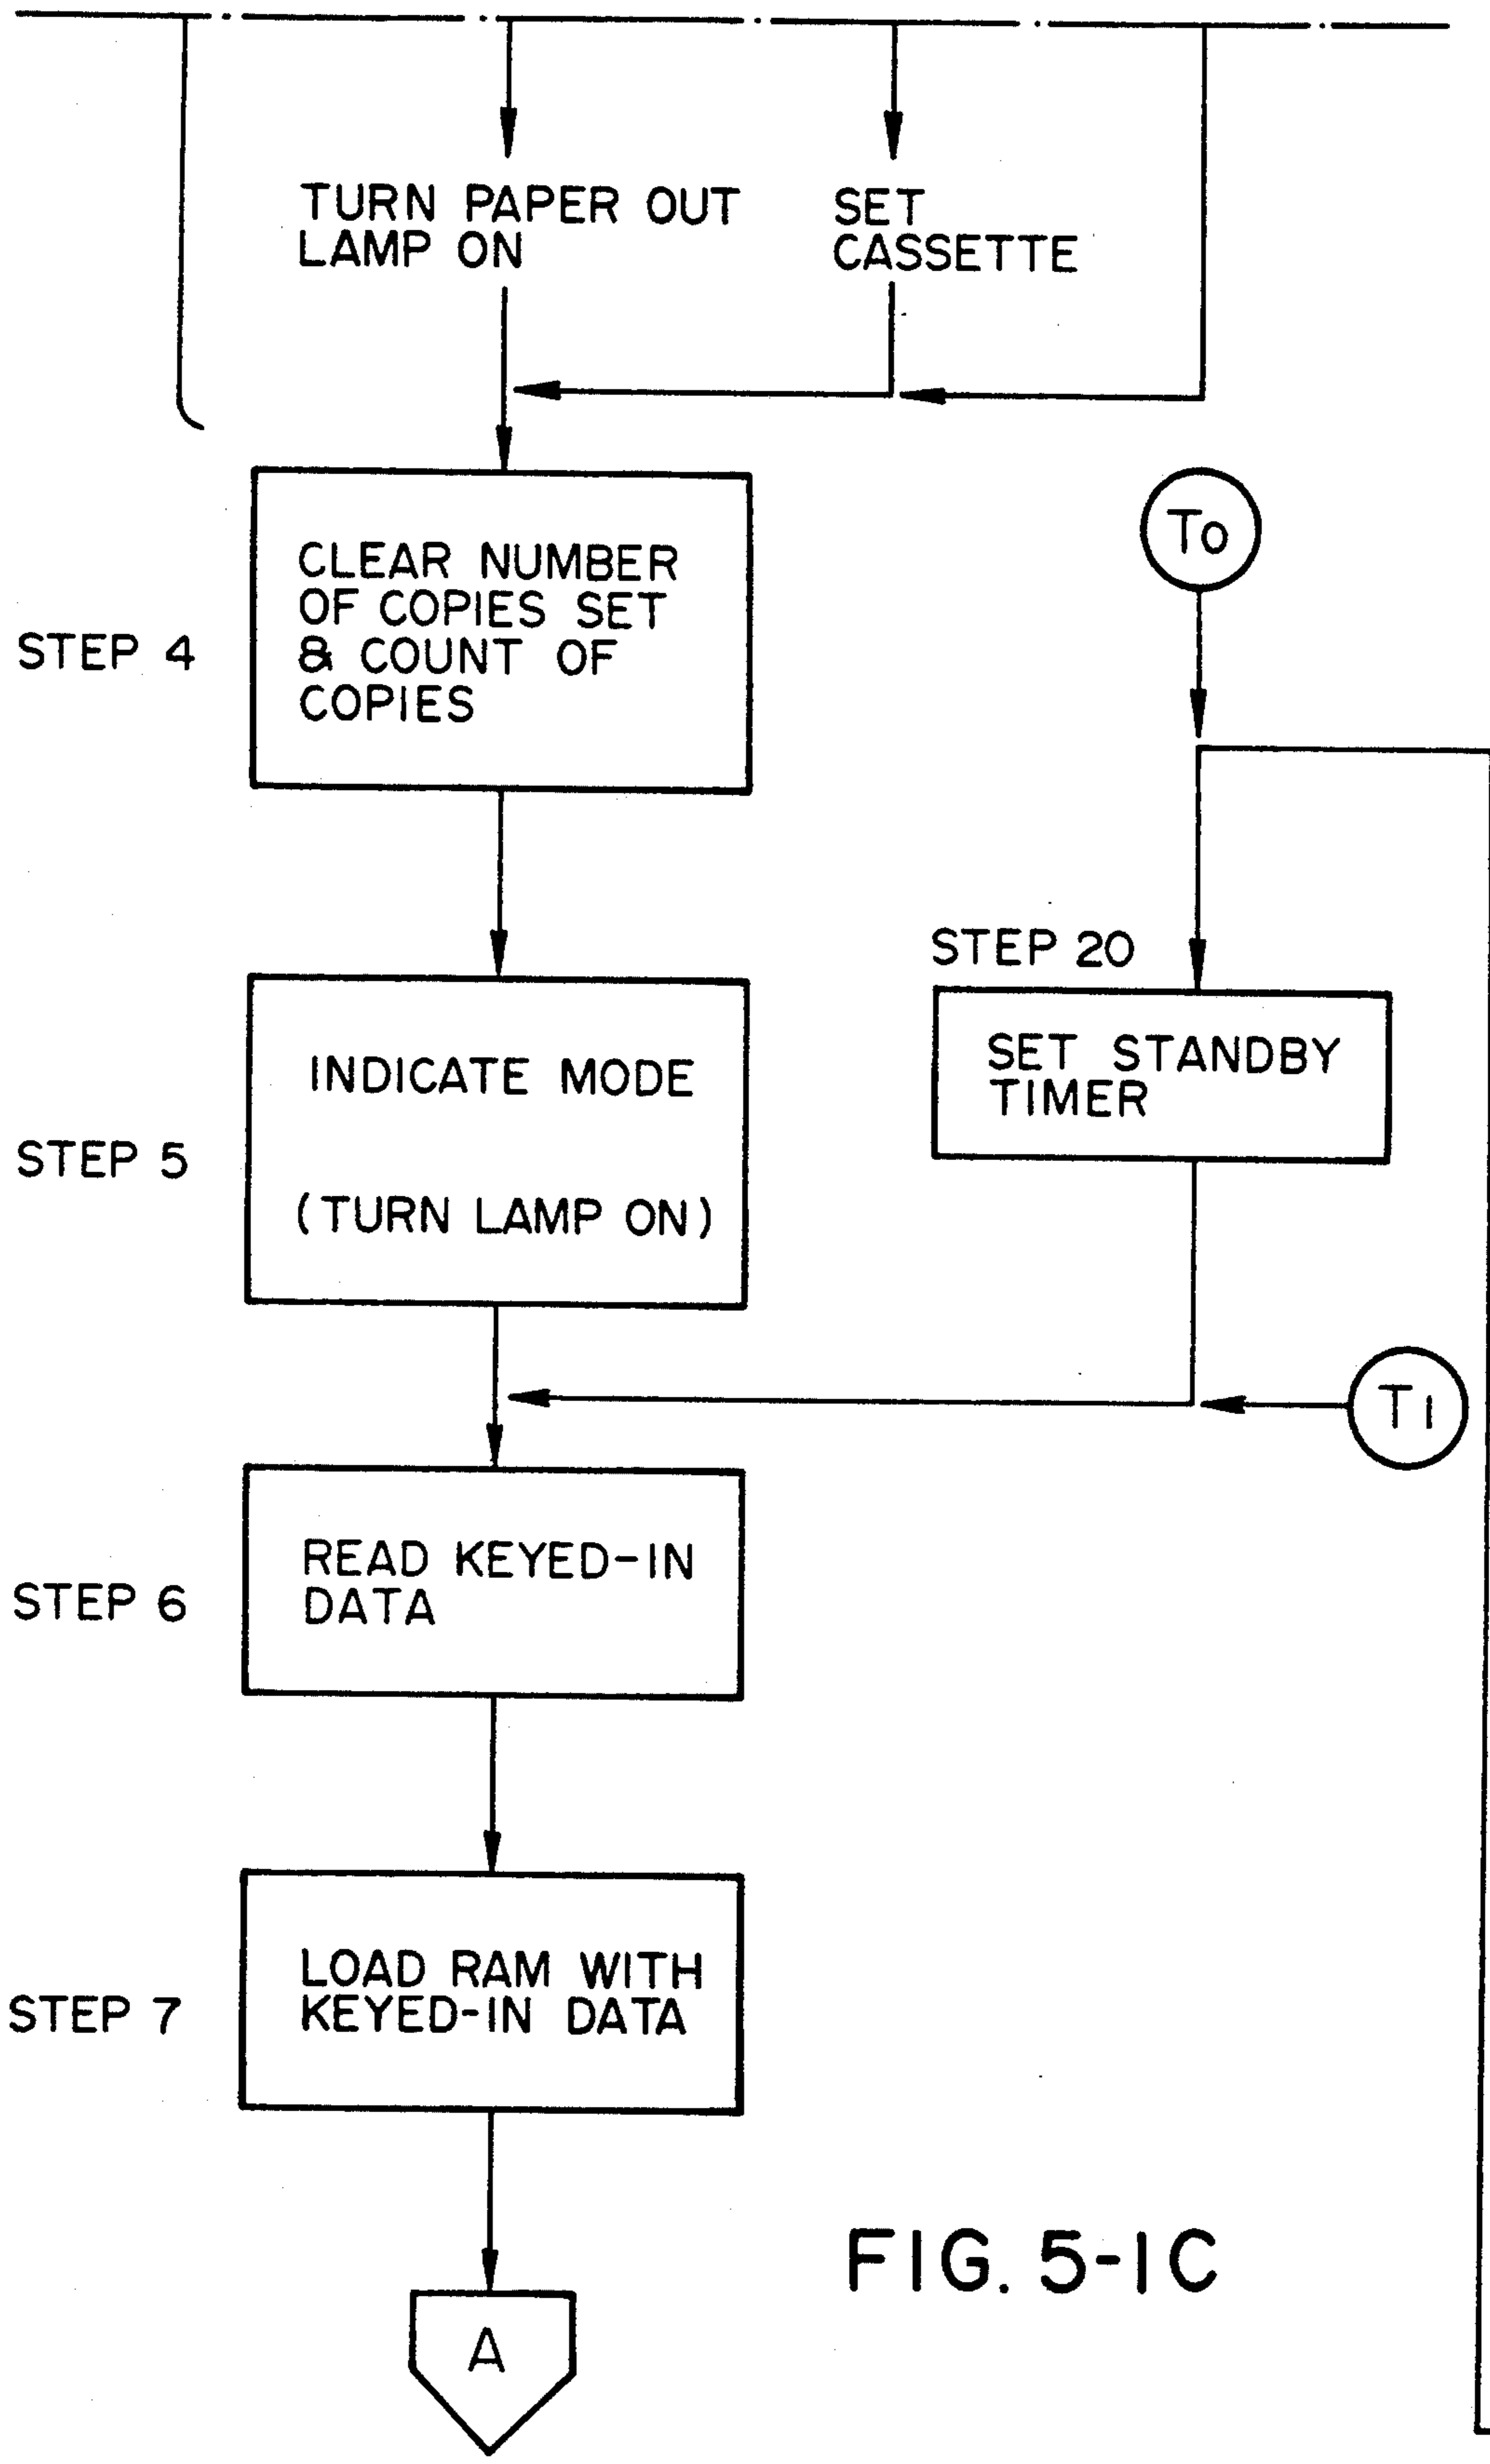 TURN PAPER OUT
LAMP ON
SET
CASSETTE
CLEAR NUMBER
OF COPIES SET
& COUNT OF
COPIES
STEP 4
TO
STEP 20
SET STANDBY
TIMER
INDICATE MODE
(TURN LAMP ON)
STEP 5
T1
READ KEYED-IN
DATA
STEP 6
LOAD RAM WITH
KEYED-IN DATA
STEP 7
A
FIG. 5-1C